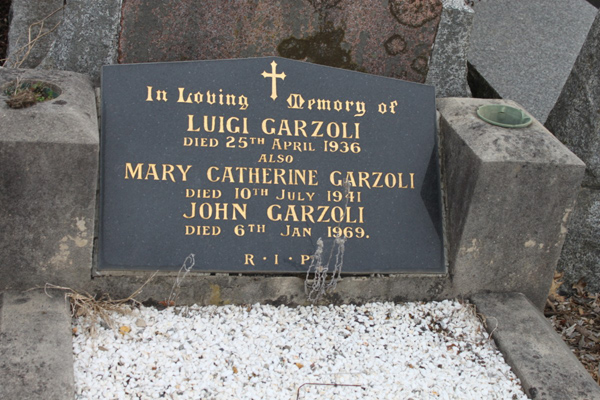 In Loving Memory of
LUIGI GARZOLI
DIED 25TH APRIL 1936
ALSO
MARY CATHERINE GARZOLI
DIED 10TH JULY 1941
JOHN GARZOLI
DIED 6TH JAN 1969.
R · I · P